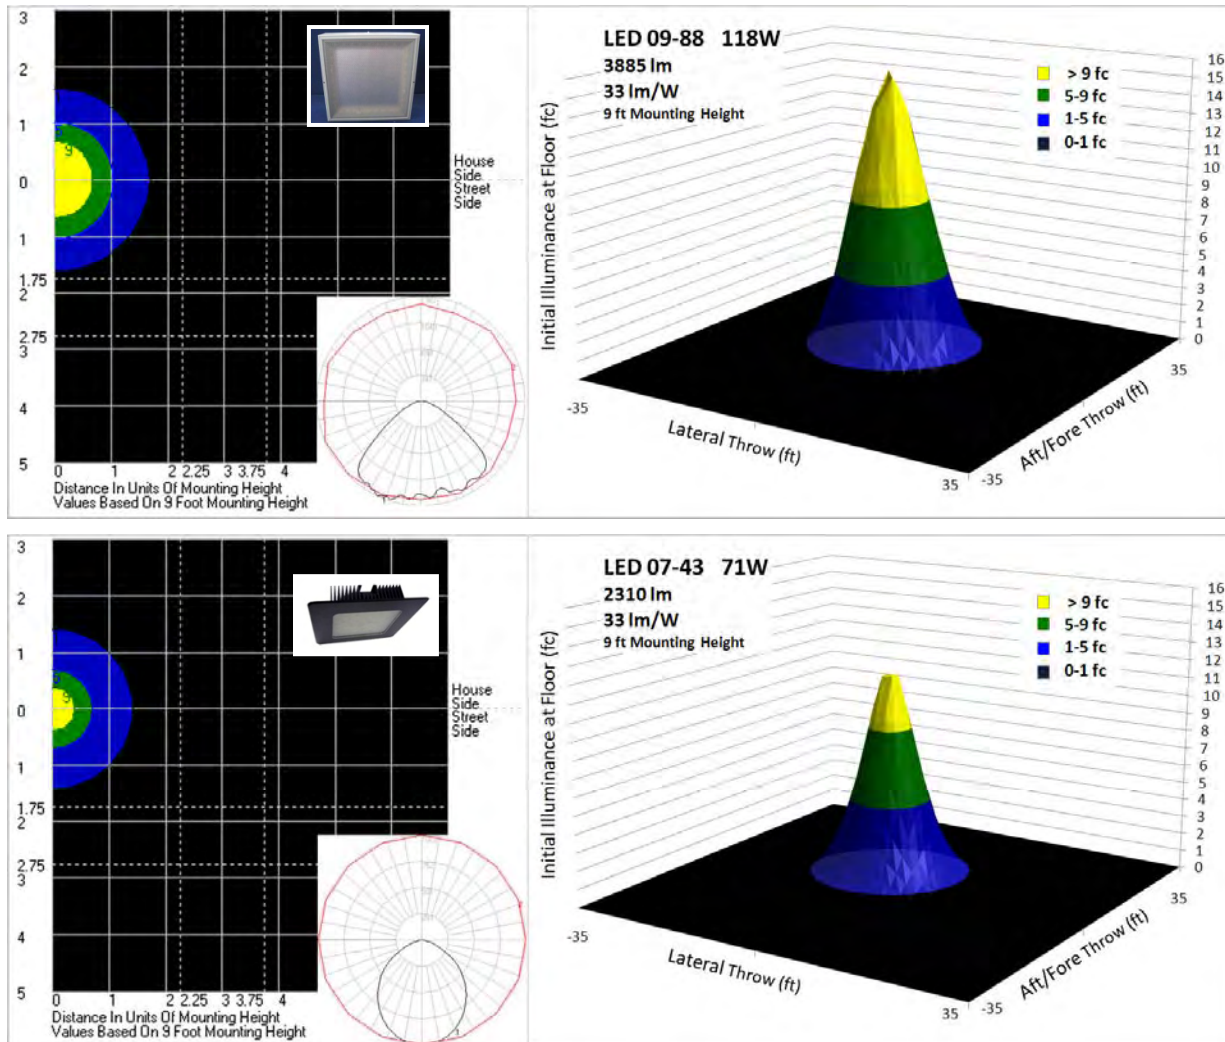 3
2
1
0
1
1.75
2
2.75
3
4
5
0 1 2 2.25 3 3.75 4
Distance In Units Of Mounting Height
Values Based On 9 Foot Mounting Height
9
House
Side
Street
Side
LED 09-88 118W
3885 lm
33 lm/W
9 ft Mounting Height
> 9 fc
5-9 fc
1-5 fc
0-1 fc
Initial Illuminance at Floor (fc)
16
15
14
13
12
11
10
9
8
7
6
5
4
3
2
1
0
-35
Lateral Throw (ft)
35
-35
Aft/Fore Throw (ft)
35
3
2
1
0
1
1.75
2
2.75
3
4
5
0 1 2 2.25 3 3.75 4
Distance In Units Of Mounting Height
Values Based On 9 Foot Mounting Height
9
House
Side
Street
Side
LED 07-43 71W
2310 lm
33 lm/W
9 ft Mounting Height
> 9 fc
5-9 fc
1-5 fc
0-1 fc
Initial Illuminance at Floor (fc)
16
15
14
13
12
11
10
9
8
7
6
5
4
3
2
1
0
-35
Lateral Throw (ft)
35
-35
Aft/Fore Throw (ft)
35